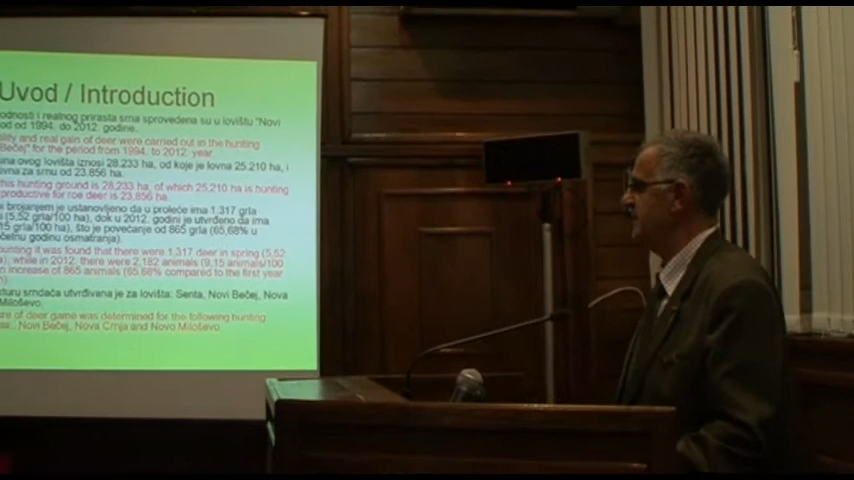 Uvod / Introduction
odnosti i realnog prirasta srna sprovedena su u lovištu "Novi
od od 1994. do 2012. godine.
ility and real gain of deer were carried out in the hunting
Bečej" for the period from 1994. to 2012. year
ina ovog lovišta iznosi 28.233 ha, od koje je lovna 25.210 ha, i
ivna za srnu od 23.856 ha.
his hunting ground is 28,233 ha, of which 25,210 ha is hunting
productive for roe deer is 23,856 ha.
brojanjem je ustanovljeno da u proleće ima 1.317 grla
(5,52 grla/100 ha), dok u 2012. godini je utvrđeno da ima
15 grla/100 ha), što je povećanje od 865 grla (65,68% u
četnu godinu osmatranja).
ounting it was found that there were 1,317 deer in spring (5,52
a), while in 2012. there were 2,182 animals (9,15 animals/100
n increase of 865 animals (65.68% compared to the first year
n)
kturu srndaća utvrđivana je za lovišta: Senta, Novi Bečej, Nova
Miloševo.
ure of deer game was determined for the following hunting
Novi Bečej, Nova Crnja and Novo Miloševo